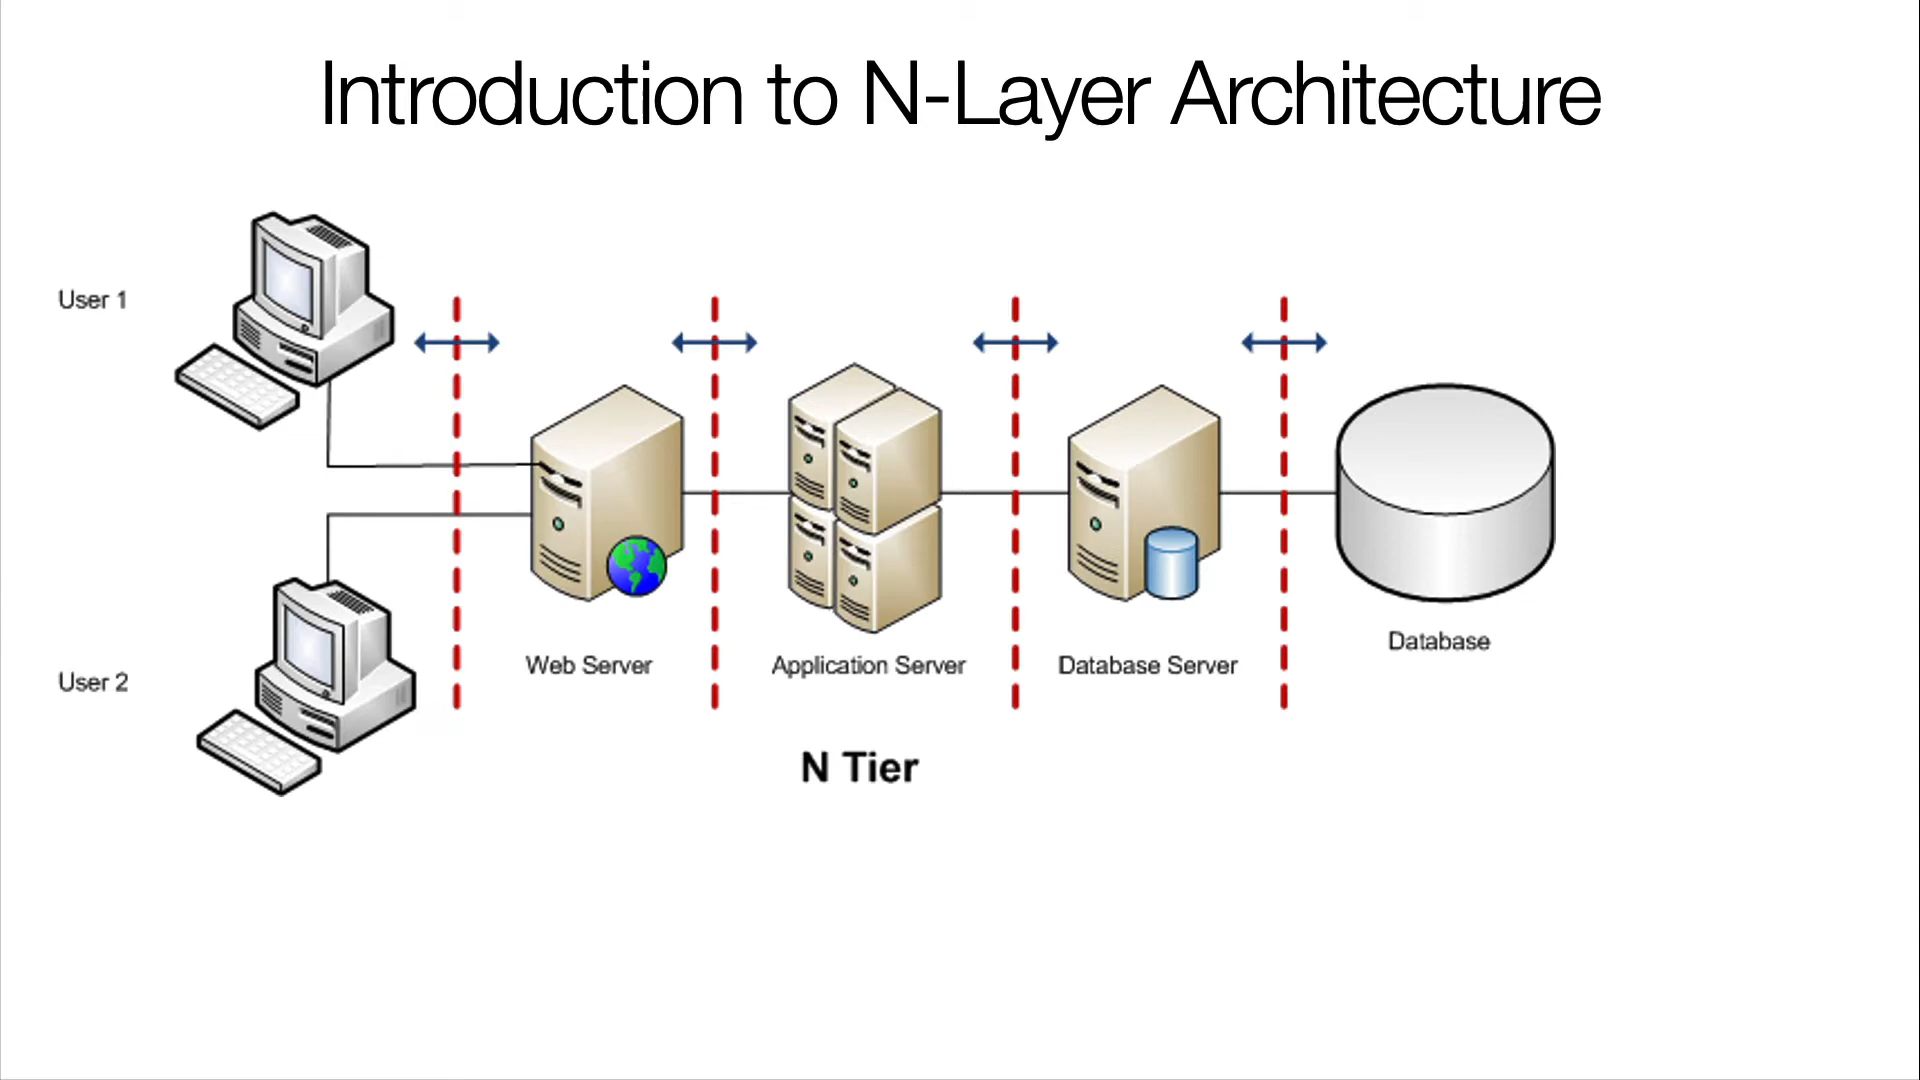 Introduction to N-Layer Architecture
User 1
User 2
Web Server
Application Server
Database Server
Database
N Tier